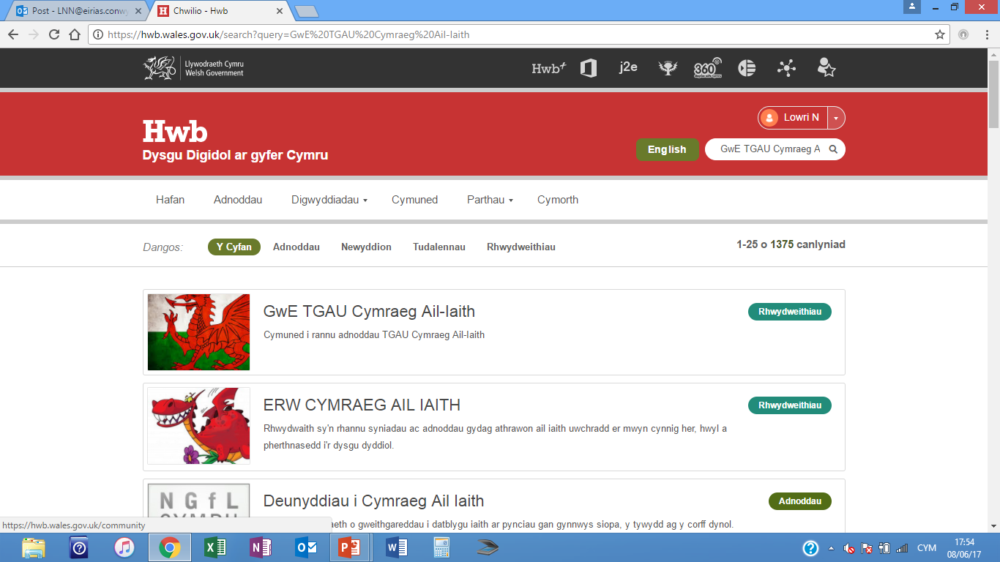 Post - LNN@eirias.conwy
Chwilio - Hwb
https://hwb.wales.gov.uk/search?query=GwE%20TGAU%20Cymraeg%20Ail-Iaith
Llywodraeth Cymru
Welsh Government
Hwb+ j2e 360
Hwb
Dysgu Digidol ar gyfer Cymru
Lowri N
English
GwE TGAU Cymraeg A
Hafan Adnoddau Digwyddiadau Cymuned Parthau Cymorth
Dangos: Y Cyfan Adnoddau Newyddion Tudalennau Rhwydweithiau
1-25 o 1375 canlyniad
GwE TGAU Cymraeg Ail-Iaith
Rhwydweithiau
Cymuned i rannu adnoddau TGAU Cymraeg Ail-Iaith
ERW CYMRAEG AIL IAITH
Rhwydweithiau
Rhwydwaith sy'n rhannu syniadau ac adnoddau gydag athrawon ail iaith uwchradd er mwyn cynnig her, hwyl a
pherthnasedd i'r dysgu dyddiol.
NGfL
CYMRU
Deunyddiau i Cymraeg Ail Iaith
Adnoddau
aeth o gweithgareddau i datblygu iaith ar pynciau gan gynnwys siopa, y tywydd ag y corff dynol.
https://hwb.wales.gov.uk/community
CYM
17:54
08/06/17